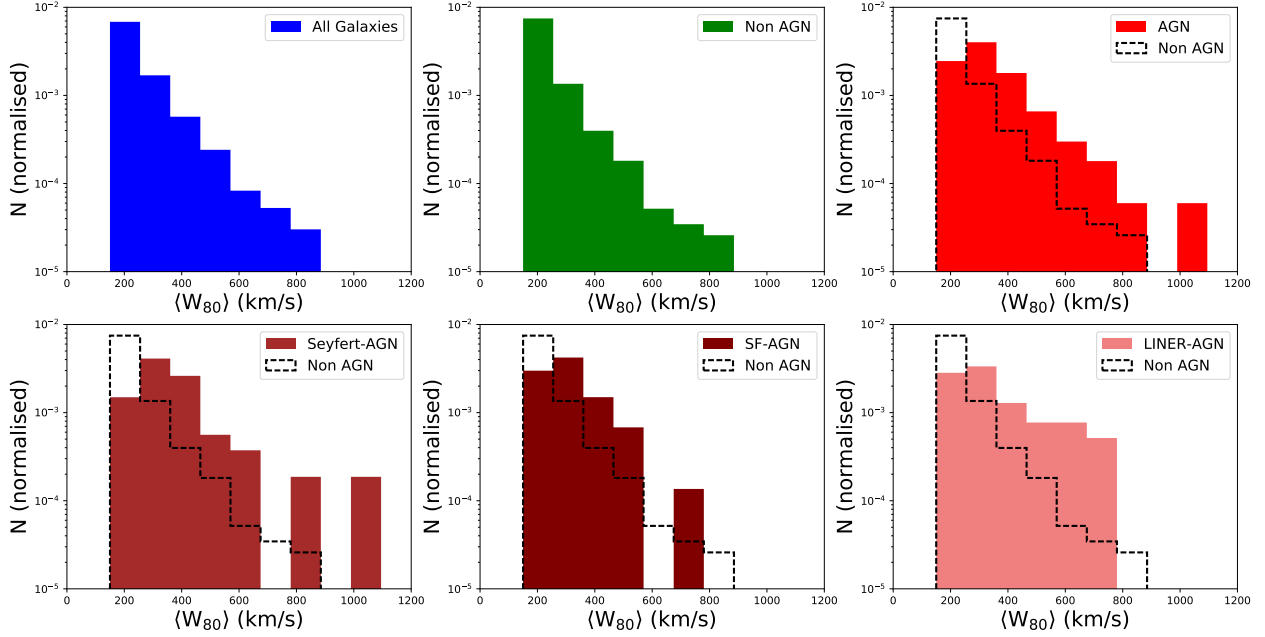 10⁻²
10⁻³
10⁻⁴
10⁻⁵
N (normalised)
0 200 400 600 800 1000 1200
⟨W₈₀⟩ (km/s)
All Galaxies
10⁻²
10⁻³
10⁻⁴
10⁻⁵
N (normalised)
0 200 400 600 800 1000 1200
⟨W₈₀⟩ (km/s)
Non AGN
10⁻²
10⁻³
10⁻⁴
10⁻⁵
N (normalised)
0 200 400 600 800 1000 1200
⟨W₈₀⟩ (km/s)
AGN
Non AGN
10⁻²
10⁻³
10⁻⁴
10⁻⁵
N (normalised)
0 200 400 600 800 1000 1200
⟨W₈₀⟩ (km/s)
Seyfert-AGN
Non AGN
10⁻²
10⁻³
10⁻⁴
10⁻⁵
N (normalised)
0 200 400 600 800 1000 1200
⟨W₈₀⟩ (km/s)
SF-AGN
Non AGN
10⁻²
10⁻³
10⁻⁴
10⁻⁵
N (normalised)
0 200 400 600 800 1000 1200
⟨W₈₀⟩ (km/s)
LINER-AGN
Non AGN